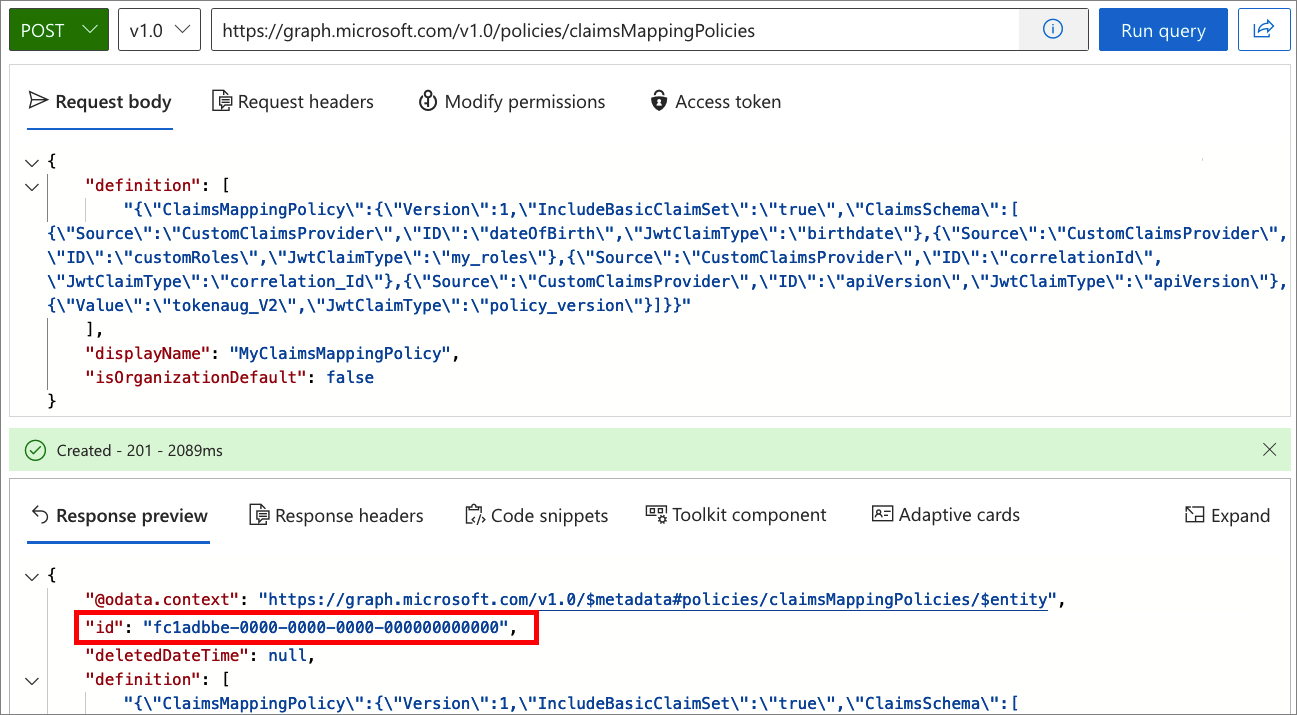 POST v1.0 https://graph.microsoft.com/v1.0/policies/claimsMappingPolicies Run query
Request body Request headers Modify permissions Access token
{
"definition": [
"{\"ClaimsMappingPolicy\":{\"Version\":1,\"IncludeBasicClaimSet\":\"true\",\"ClaimsSchema\":[
{\"Source\":\"CustomClaimsProvider\",\"ID\":\"dateOfBirth\",\"JwtClaimType\":\"birthdate\"},{\"Source\":\"CustomClaimsProvider\",
\"ID\":\"customRoles\",\"JwtClaimType\":\"my_roles\"},{\"Source\":\"CustomClaimsProvider\",\"ID\":\"correlationId\",
\"JwtClaimType\":\"correlation_Id\"},{\"Source\":\"CustomClaimsProvider\",\"ID\":\"apiVersion\",\"JwtClaimType\":\"apiVersion\"},
{\"Value\":\"tokenaug_V2\",\"JwtClaimType\":\"policy_version\"}]}}"
],
"displayName": "MyClaimsMappingPolicy",
"isOrganizationDefault": false
}
Created - 201 - 2089ms
Response preview Response headers Code snippets Toolkit component Adaptive cards Expand
{
"@odata.context": "https://graph.microsoft.com/v1.0/$metadata#policies/claimsMappingPolicies/$entity",
"id": "fc1adbbe-0000-0000-0000-000000000000",
"deletedDateTime": null,
"definition": [
"{\"ClaimsMappingPolicy\":{\"Version\":1,\"IncludeBasicClaimSet\":\"true\",\"ClaimsSchema\":[